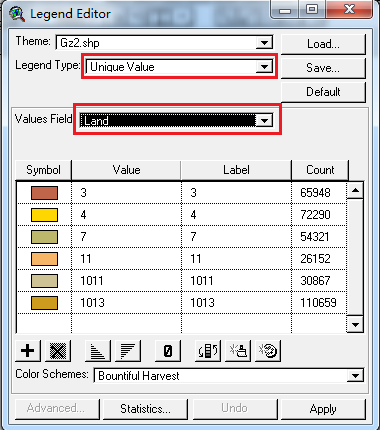 Legend Editor
Theme: Gz2.shp
Load...
Legend Type: Unique Value
Save...
Default
Values Field Land
Symbol Value Label Count
3 3 65948
4 4 72290
7 7 54321
11 11 26152
1011 1011 30867
1013 1013 110659
0
Color Schemes: Bountiful Harvest
Advanced... Statistics... Undo Apply